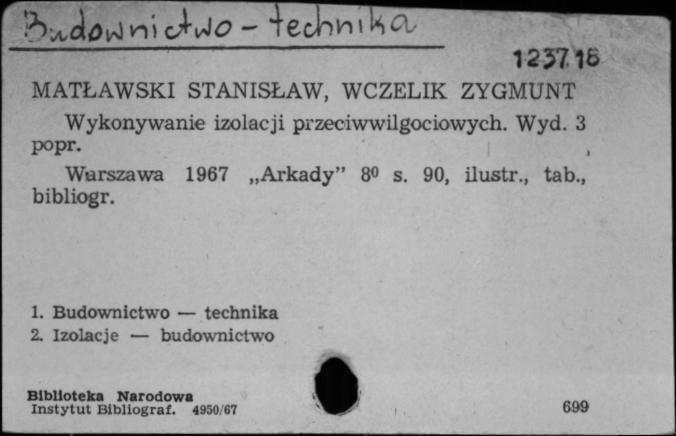 Budownictwo - technika
123718
MATŁAWSKI STANISŁAW, WCZELIK ZYGMUNT
Wykonywanie izolacji przeciwwilgociowych. Wyd. 3
popr.
Warszawa 1967 „Arkady” 8⁰ s. 90, ilustr., tab.,
bibliogr.
1. Budownictwo — technika
2. Izolacje — budownictwo
Biblioteka Narodowa
Instytut Bibliograf. 4950/67
699